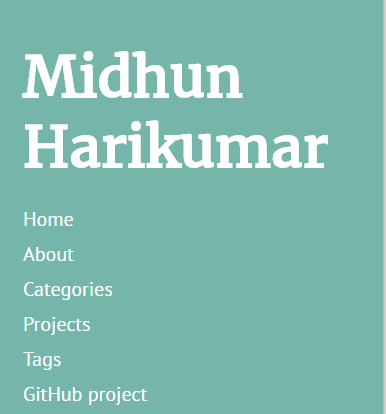 Midhun
Harikumar
Home
About
Categories
Projects
Tags
GitHub project